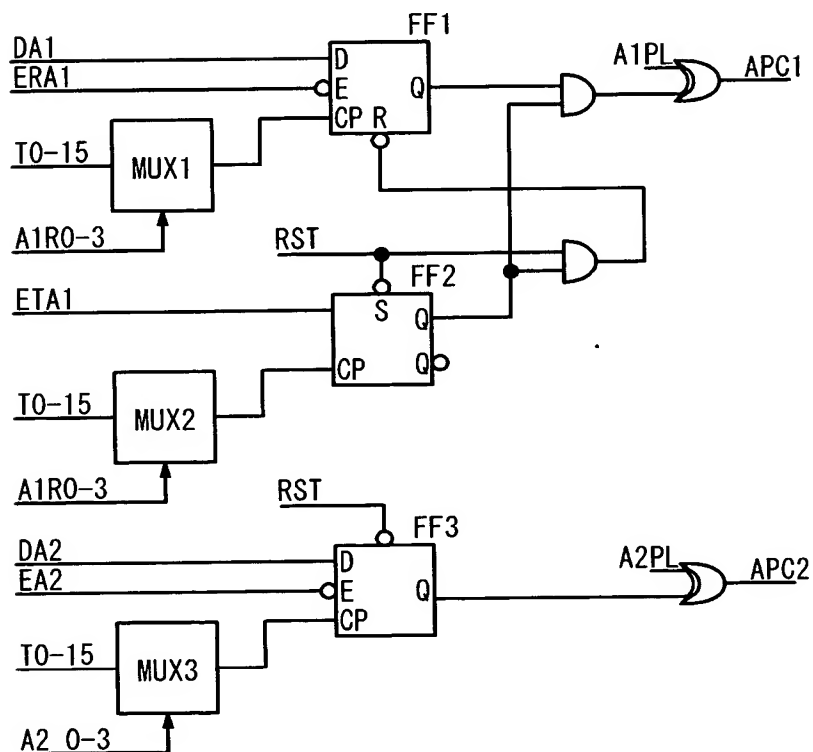 FF1
DA1
D
A1PL
APC1
ERA1
E
Q
CP R
T0-15
MUX1
A1R0-3
RST
FF2
ETA1
S
Q
CP
Q
T0-15
MUX2
A1R0-3
RST
FF3
DA2
D
A2PL
APC2
EA2
E
Q
CP
T0-15
MUX3
A2 0-3